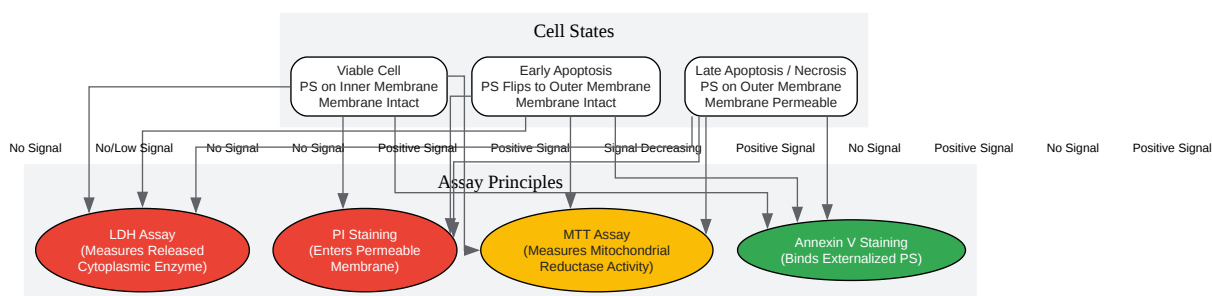 Cell States
Viable Cell
PS on Inner Membrane
Membrane Intact
Early Apoptosis
PS Flips to Outer Membrane
Membrane Intact
Late Apoptosis / Necrosis
PS on Outer Membrane
Membrane Permeable
No Signal
No/Low Signal
No Signal
No Signal
Positive Signal
Positive Signal
Signal Decreasing
Positive Signal
No Signal
Positive Signal
No Signal
Positive Signal
Assay Principles
LDH Assay
(Measures Released
Cytoplasmic Enzyme)
PI Staining
(Enters Permeable
Membrane)
MTT Assay
(Measures Mitochondrial
Reductase Activity)
Annexin V Staining
(Binds Externalized PS)